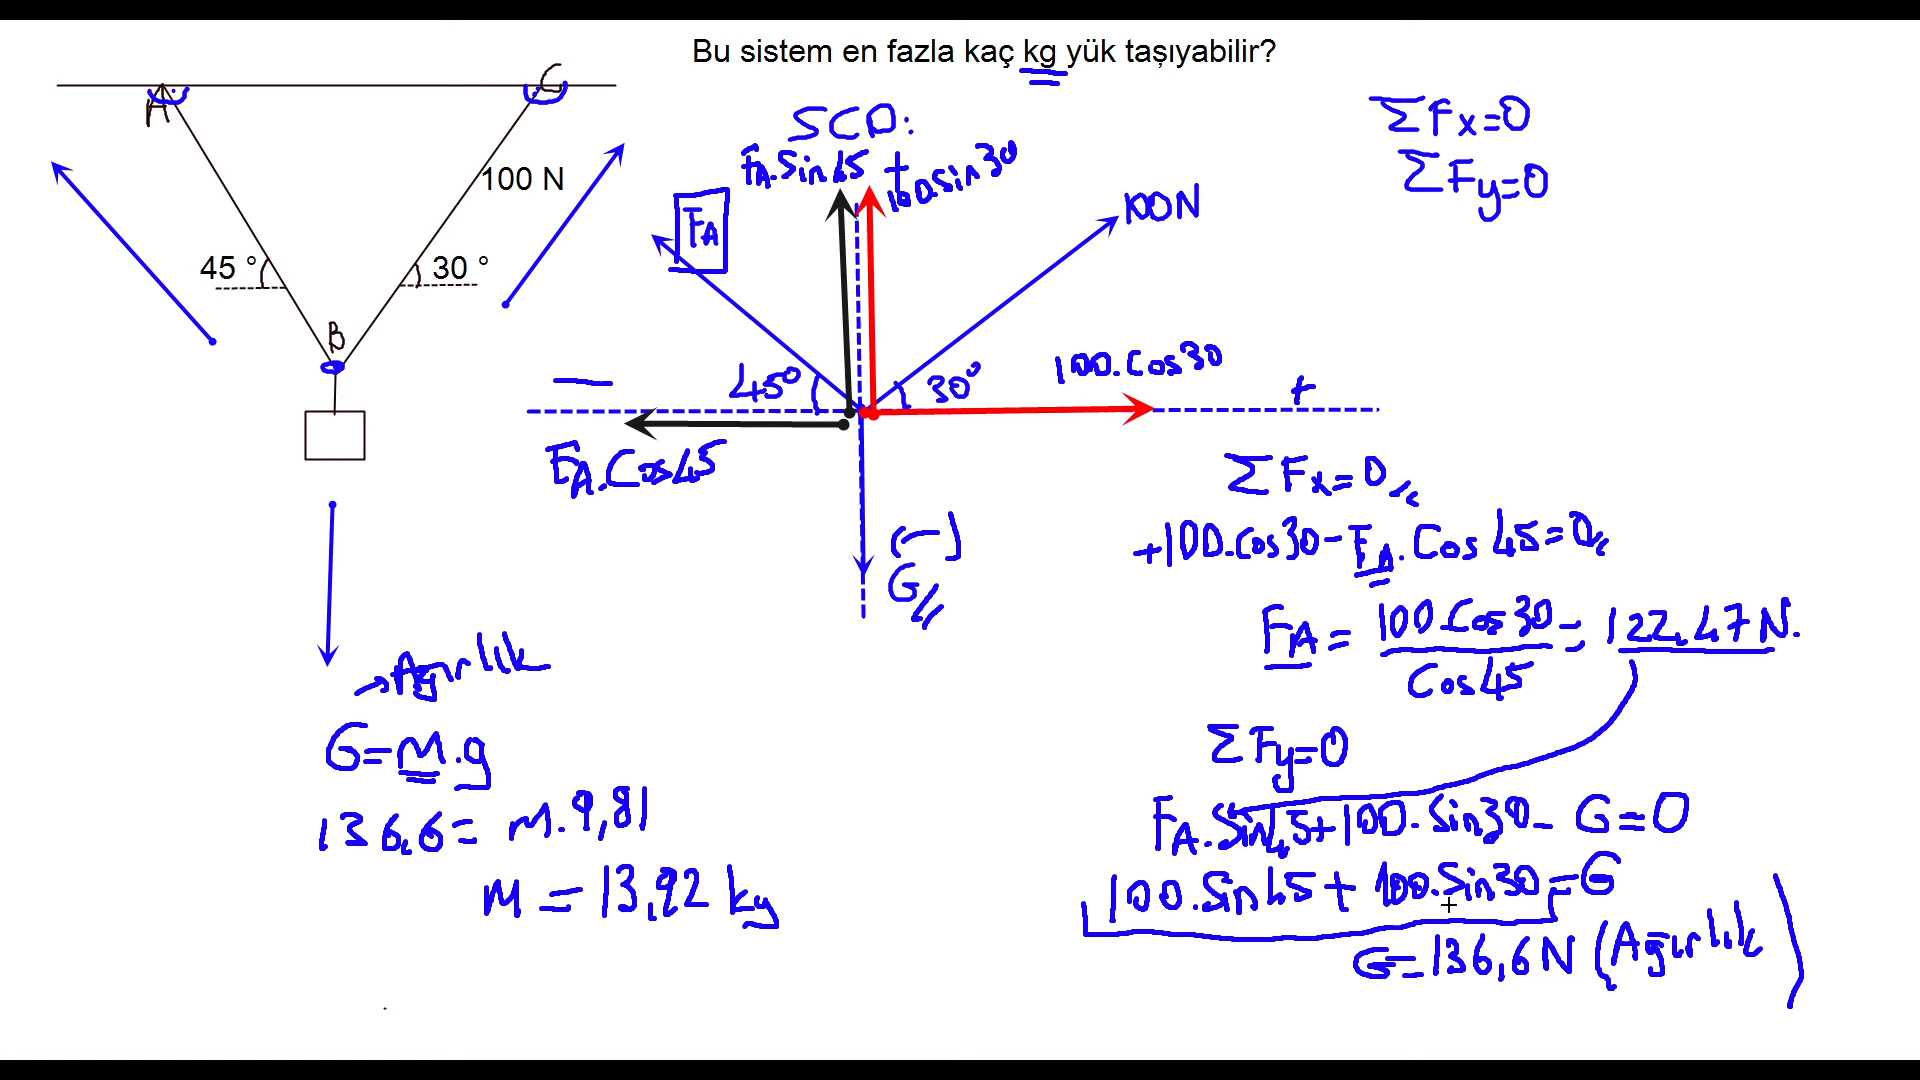 Bu sistem en fazla kaç kg yük taşıyabilir?
A
C
100 N
45 °
30 °
B
SCD:
FA.Sin45 +
100.sin30
FA
100N
45°
30°
100.Cos30
−
+
FA.Cos45
(−)
G
ΣFx=0
ΣFy=0
ΣFx=0
+100.Cos30−FA.Cos45=0
FA = 100.Cos30 / Cos45 = 122,47 N.
ΣFy=0
FA.Sin45+100.Sin30− G=0
100.Sin45 + 100.Sin30=G
G=136,6N (Ağırlık)
→Ağırlık
G=m.g
136,6= m.9,81
m = 13,92 kg